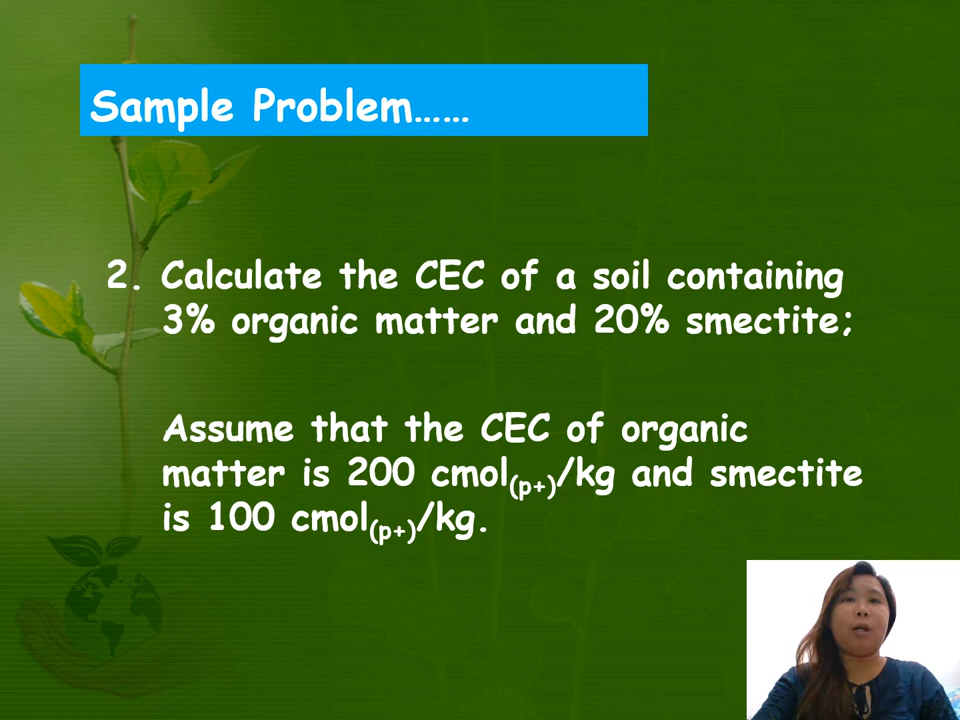 Sample Problem……
2. Calculate the CEC of a soil containing
3% organic matter and 20% smectite;
Assume that the CEC of organic
matter is 200 cmol(p+)/kg and smectite
is 100 cmol(p+)/kg.